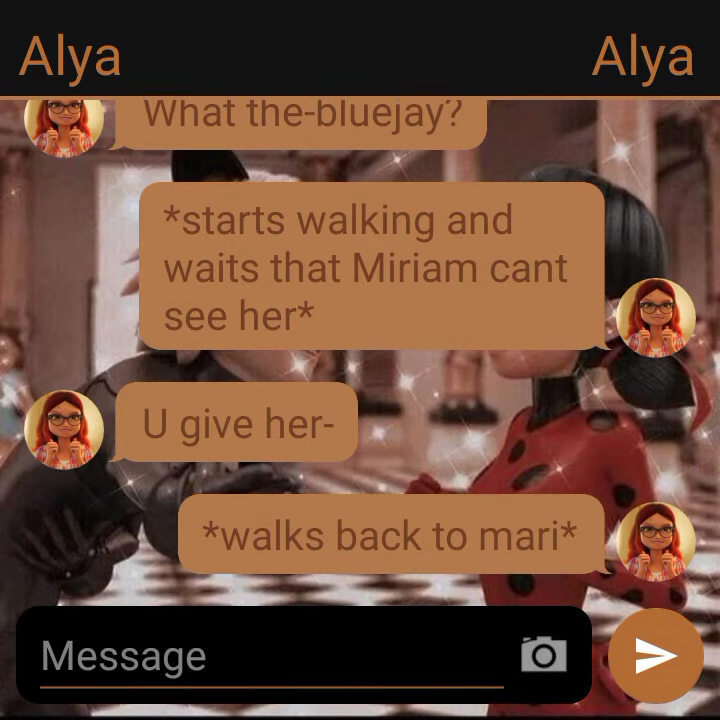 Alya Alya
What the-bluejay?
*starts walking and
waits that Miriam cant
see her*
U give her-
*walks back to mari*
Message